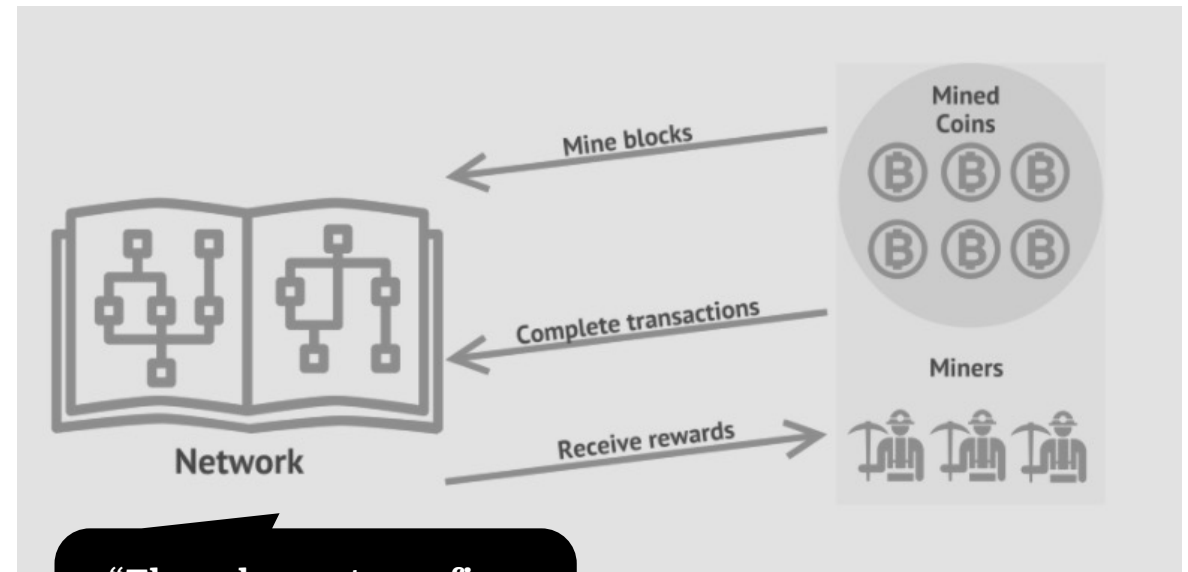 Mined
Coins
Mine blocks
Complete transactions
Miners
Receive rewards
Network